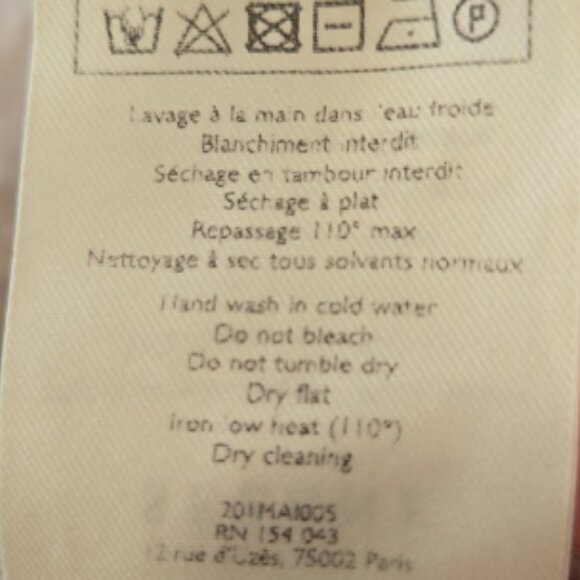 P
Lavage à la main dans l'eau froide
Blanchiment interdit
Séchage en tambour interdit
Séchage à plat
Repassage 110° max
Nettoyage à sec tous solvants normaux
Hand wash in cold water
Do not bleach
Do not tumble dry
Dry flat
Iron low heat (110°)
Dry cleaning
201MAI005
RN 154 043
12 rue d'Uzès, 75002 Paris